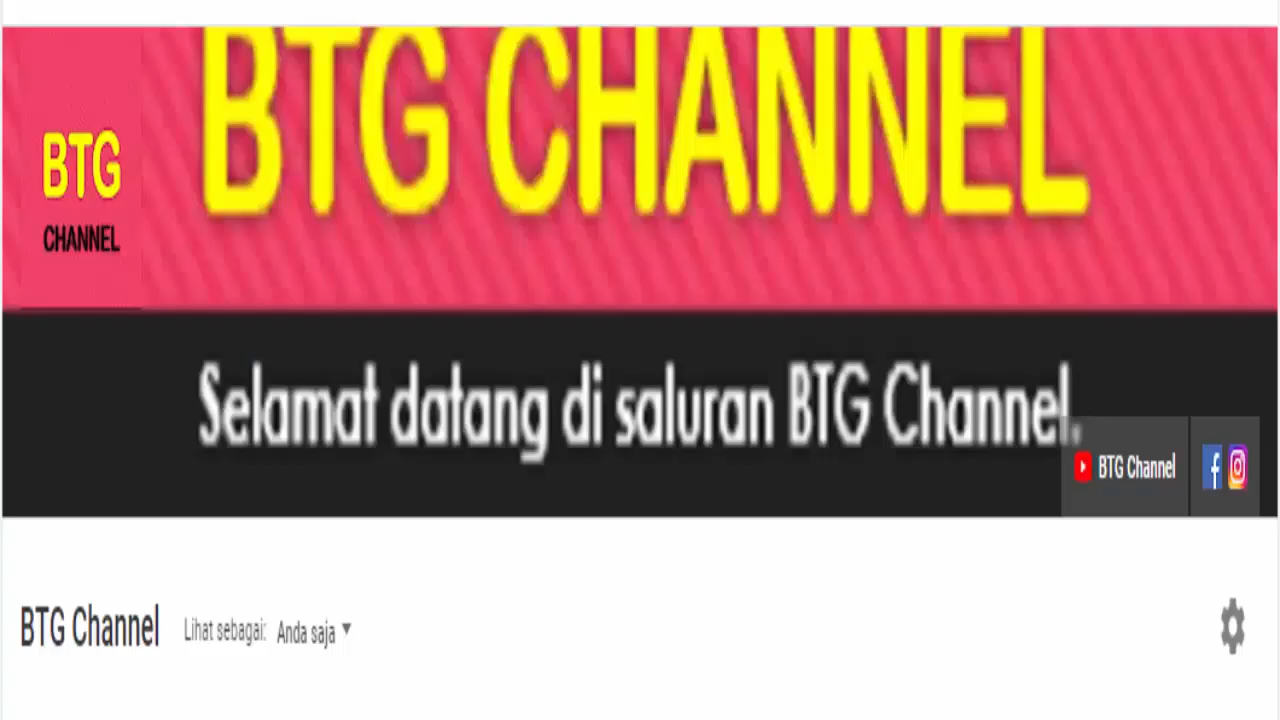 BTG CHANNEL
BTG
CHANNEL
Selamat datang di saluran BTG Channel.
BTG Channel
BTG Channel Lihat sebagai: Anda saja